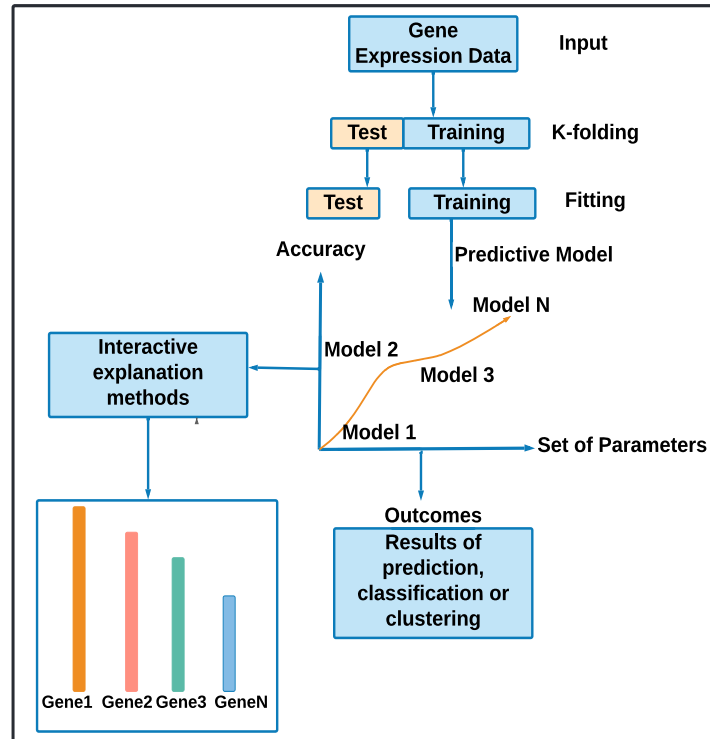 Gene
Expression Data
Input
Test
Training
K-folding
Test
Training
Fitting
Accuracy
Predictive Model
Model N
Interactive
explanation
methods
Model 2
Model 3
Model 1
Set of Parameters
Outcomes
Results of
prediction,
classification or
clustering
Gene1
Gene2
Gene3
GeneN